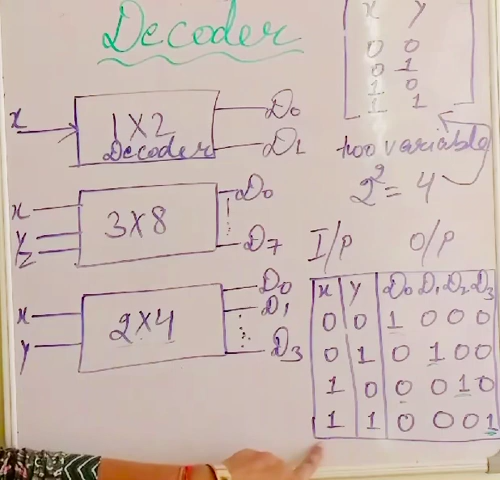 Decoder
x
1X2
Decoder
D0
D1
x
y
z
3X8
D0
D7
x
y
2X4
D0
D1
D3
x y
0 0
0 1
1 0
1 1
two variable
2² = 4
I/P O/P
x y D0 D1 D2 D3
0 0 1 0 0 0
0 1 0 1 0 0
1 0 0 0 1 0
1 1 0 0 0 1